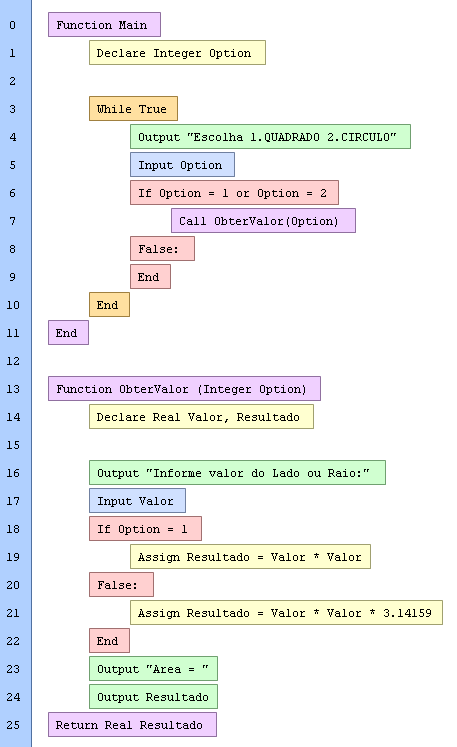 0 Function Main
1 Declare Integer Option
2
3 While True
4 Output "Escolha 1.QUADRADO 2.CIRCULO"
5 Input Option
6 If Option = 1 or Option = 2
7 Call ObterValor(Option)
8 False:
9 End
10 End
11 End
12
13 Function ObterValor (Integer Option)
14 Declare Real Valor, Resultado
15
16 Output "Informe valor do Lado ou Raio:"
17 Input Valor
18 If Option = 1
19 Assign Resultado = Valor * Valor
20 False:
21 Assign Resultado = Valor * Valor * 3.14159
22 End
23 Output "Area = "
24 Output Resultado
25 Return Real Resultado